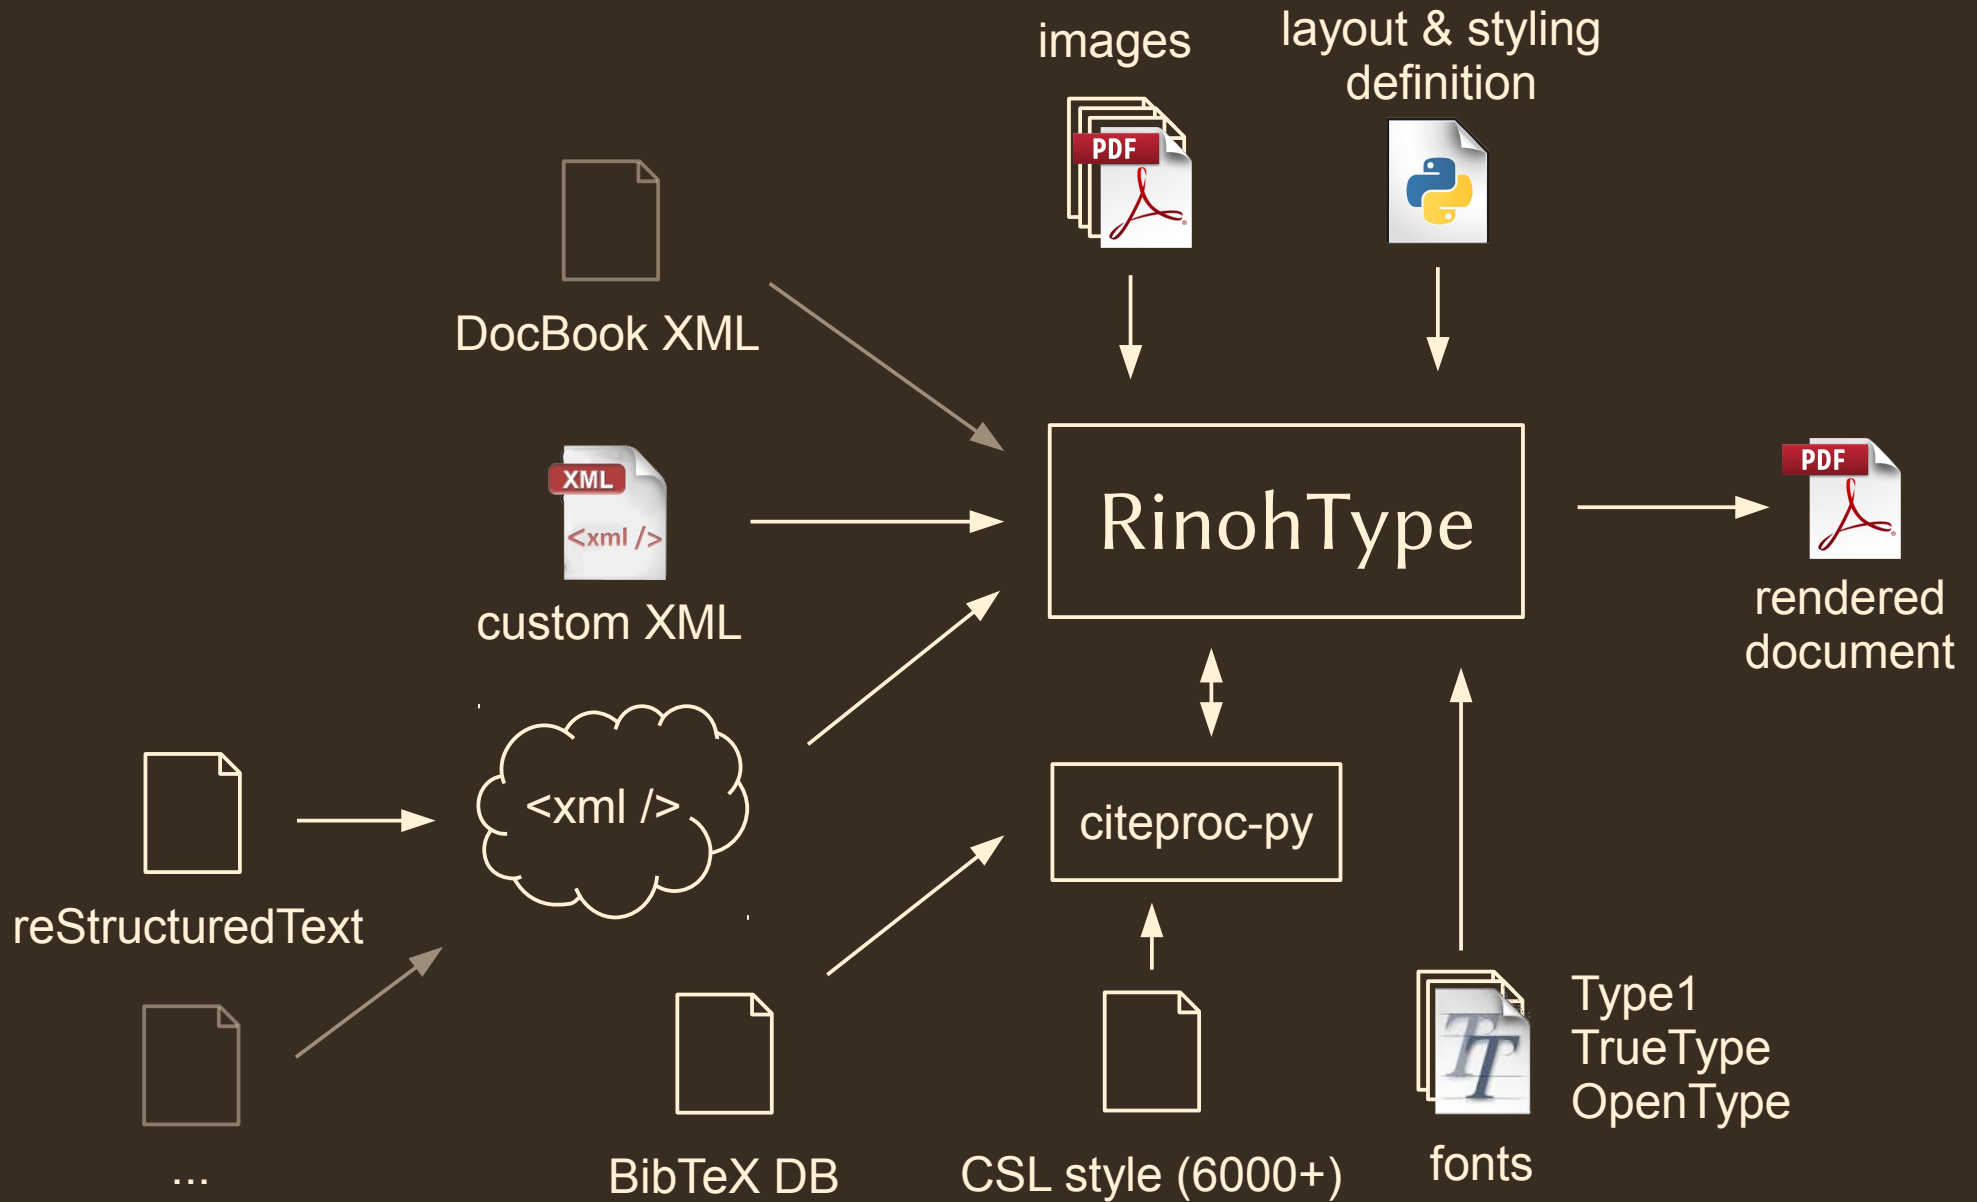 images
layout & styling
definition
PDF
DocBook XML
XML
<xml />
custom XML
RinohType
PDF
rendered
document
<xml />
citeproc-py
reStructuredText
...
BibTeX DB
CSL style (6000+)
TT
fonts
Type1
TrueType
OpenType